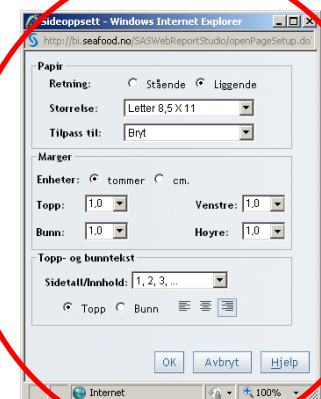 Sideoppsett - Windows Internet Explorer
http://bi.seafood.no/SASWebReportStudio/openPageSetup.do
Papir
Retning: Stående Liggende
Størrelse: Letter 8,5 X 11
Tilpass til: Bryt
Marger
Enheter: tommer cm.
Topp: 1,0 Venstre: 1,0
Bunn: 1,0 Høyre: 1,0
Topp- og bunntekst
Sidetall/Innhold: 1, 2, 3, ...
Topp Bunn
OK Avbryt Hjelp
Internet 100%